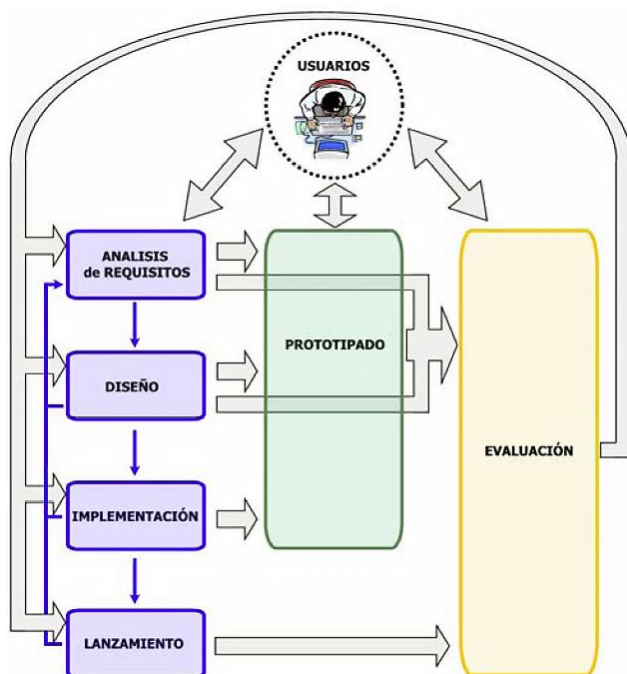 USUARIOS
ANALISIS
de REQUISITOS
PROTOTIPADO
DISEÑO
EVALUACIÓN
IMPLEMENTACIÓN
LANZAMIENTO